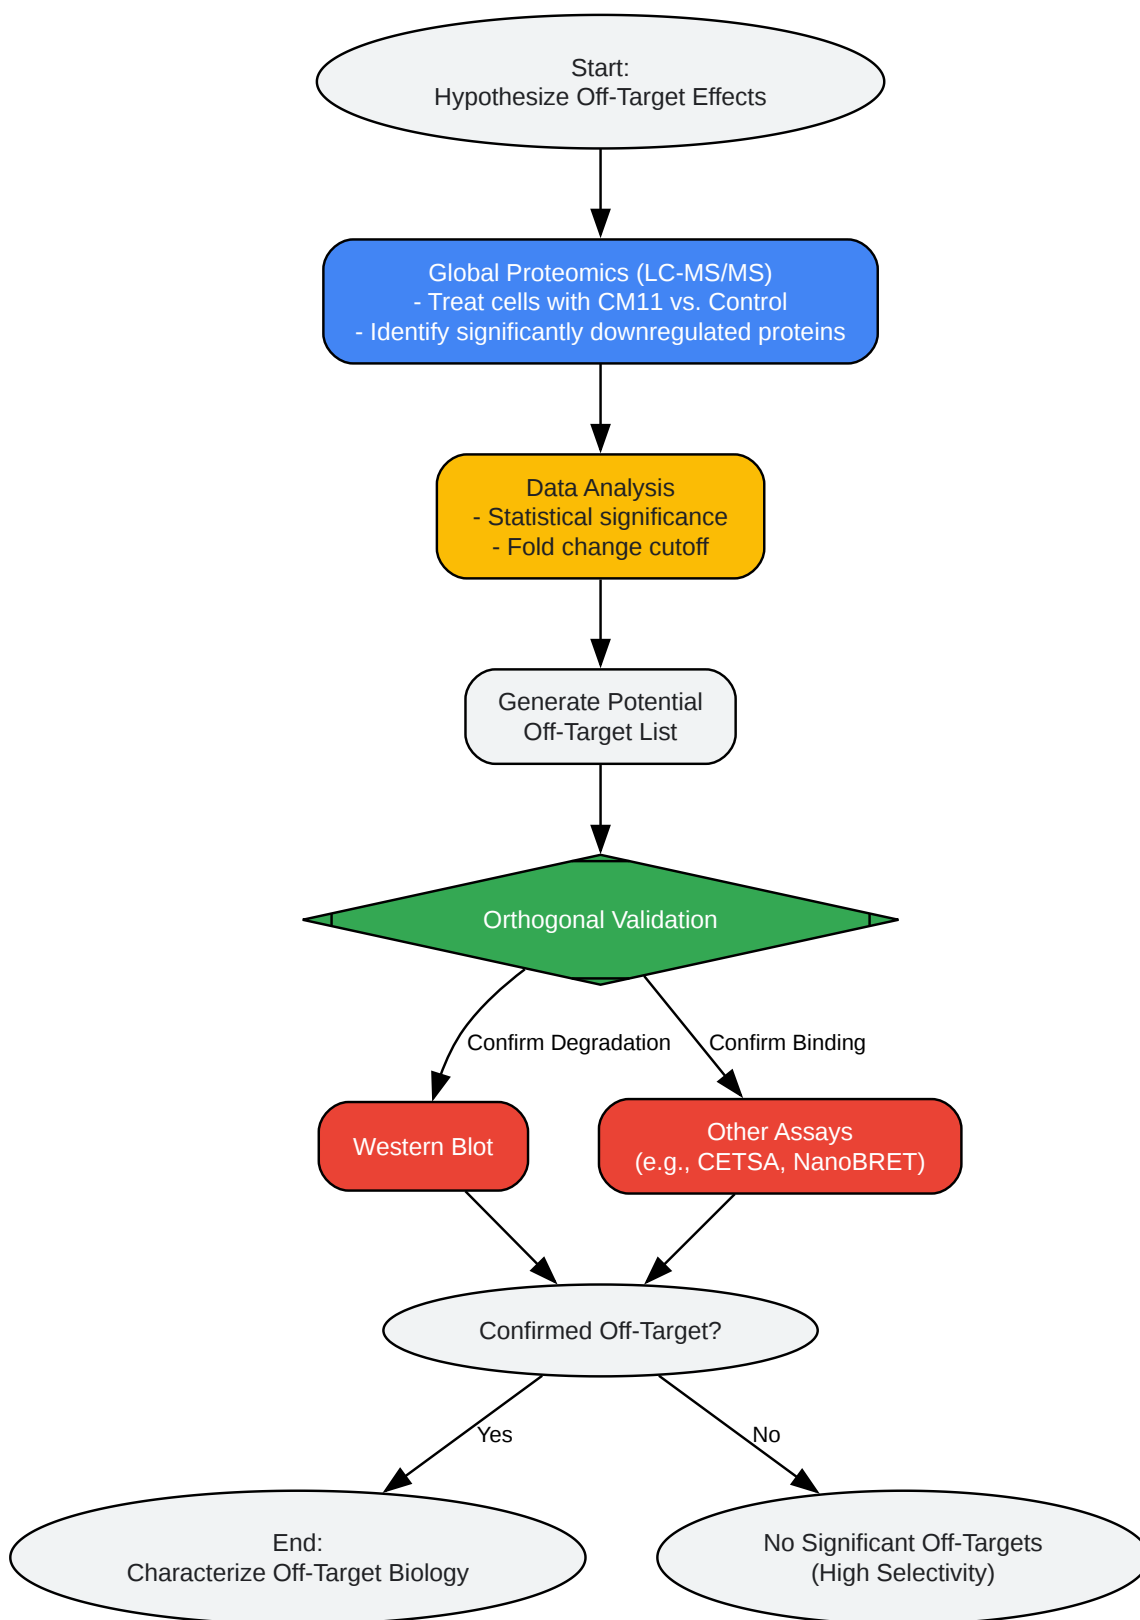 Start:
Hypothesize Off-Target Effects
Global Proteomics (LC-MS/MS)
- Treat cells with CM11 vs. Control
- Identify significantly downregulated proteins
Data Analysis
- Statistical significance
- Fold change cutoff
Generate Potential
Off-Target List
Orthogonal Validation
Confirm Degradation
Confirm Binding
Western Blot
Other Assays
(e.g., CETSA, NanoBRET)
Confirmed Off-Target?
Yes
No
End:
Characterize Off-Target Biology
No Significant Off-Targets
(High Selectivity)